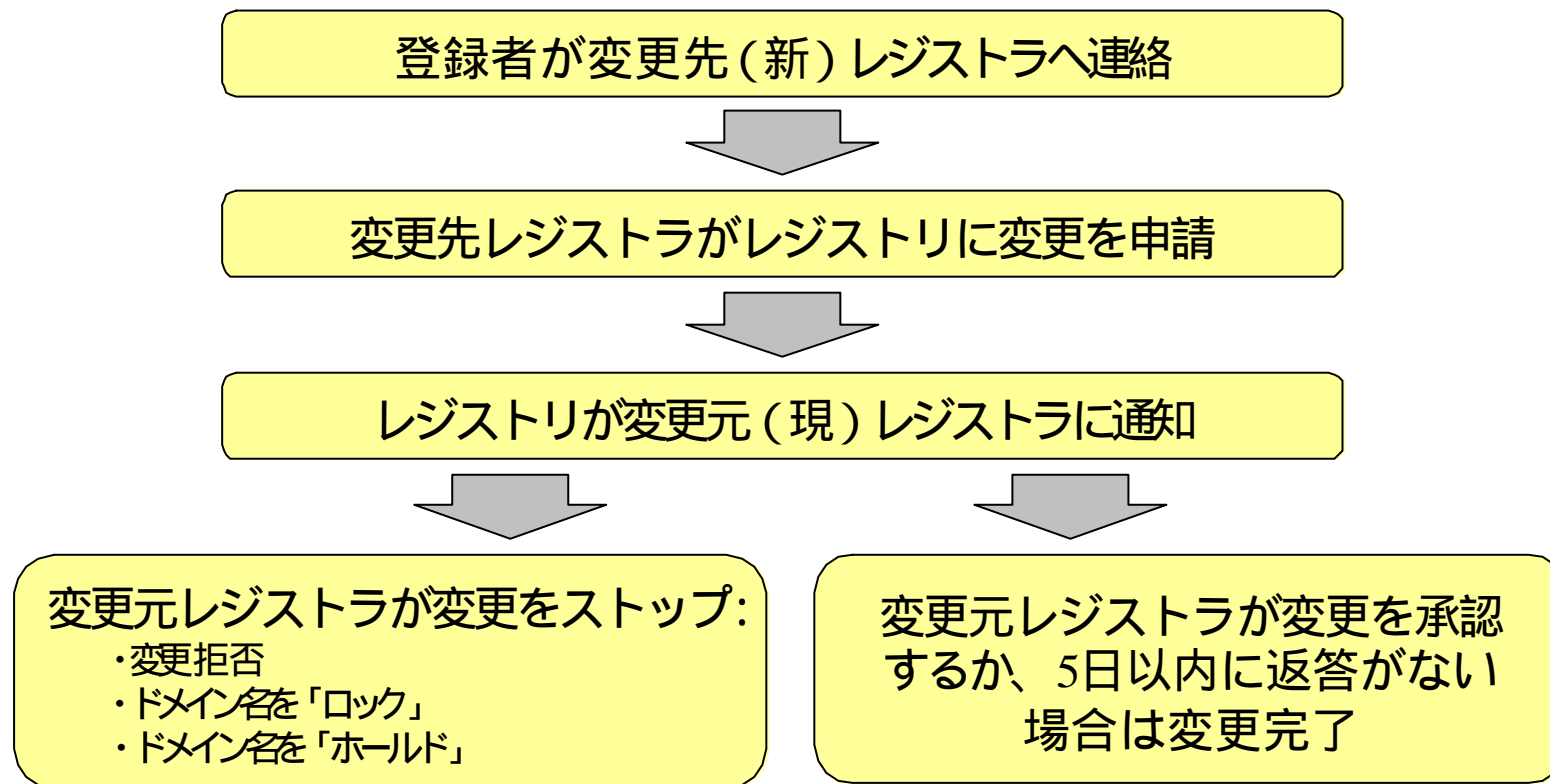 登録者が変更先(新)レジストラへ連絡
変更先レジストラがレジストリに変更を申請
レジストリが変更元(現)レジストラに通知
変更元レジストラが変更をストップ:
・変更拒否
・ドメイン名を「ロック」
・ドメイン名を「ホールド」
変更元レジストラが変更を承認
するか、5日以内に返答がない
場合は変更完了